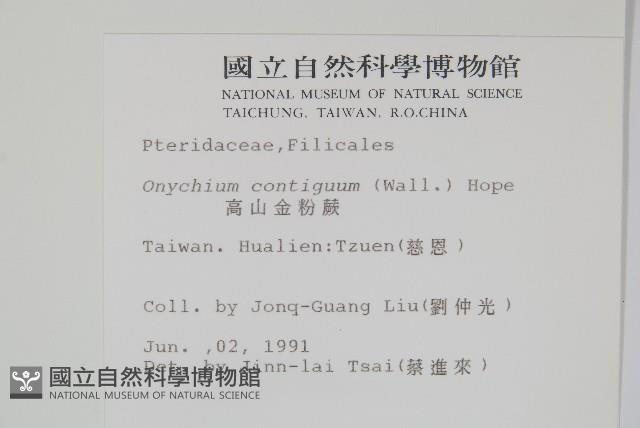 國立自然科學博物館
NATIONAL MUSEUM OF NATURAL SCIENCE
TAICHUNG, TAIWAN, R.O.CHINA
Pteridaceae,Filicales
Onychium contiguum (Wall.) Hope
高山金粉蕨
Taiwan. Hualien:Tzuen(慈恩)
Coll. by Jonq-Guang Liu(劉仲光)
Jun. ,02, 1991
Det. by Jinn-lai Tsai(蔡進來)
國立自然科學博物館
NATIONAL MUSEUM OF NATURAL SCIENCE